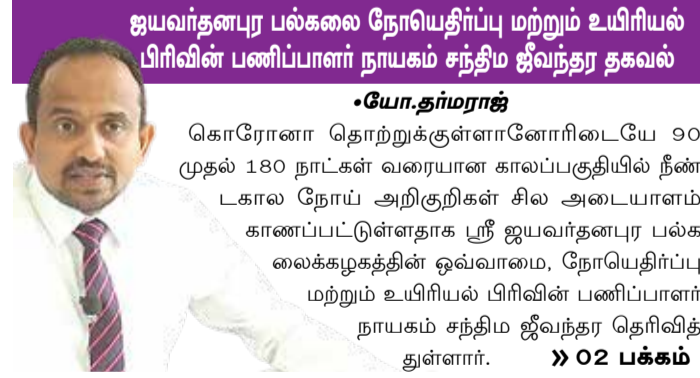 ஜயவர்தனபுர பல்கலை நோயெதிர்ப்பு மற்றும் உயிரியல்
பிரிவின் பணிப்பாளர் நாயகம் சந்திம ஜீவந்தர தகவல்
•யோ.தர்மராஜ்
கொரோனா தொற்றுக்குள்ளானோரிடையே 90
முதல் 180 நாட்கள் வரையான காலப்பகுதியில் நீண்
டகால நோய் அறிகுறிகள் சில அடையாளம்
காணப்பட்டுள்ளதாக ஸ்ரீ ஜயவர்தனபுர பல்க
லைக்கழகத்தின் ஒவ்வாமை, நோயெதிர்ப்பு
மற்றும் உயிரியல் பிரிவின் பணிப்பாளர்
நாயகம் சந்திம ஜீவந்தர தெரிவித்
துள்ளார். » 02 பக்கம்